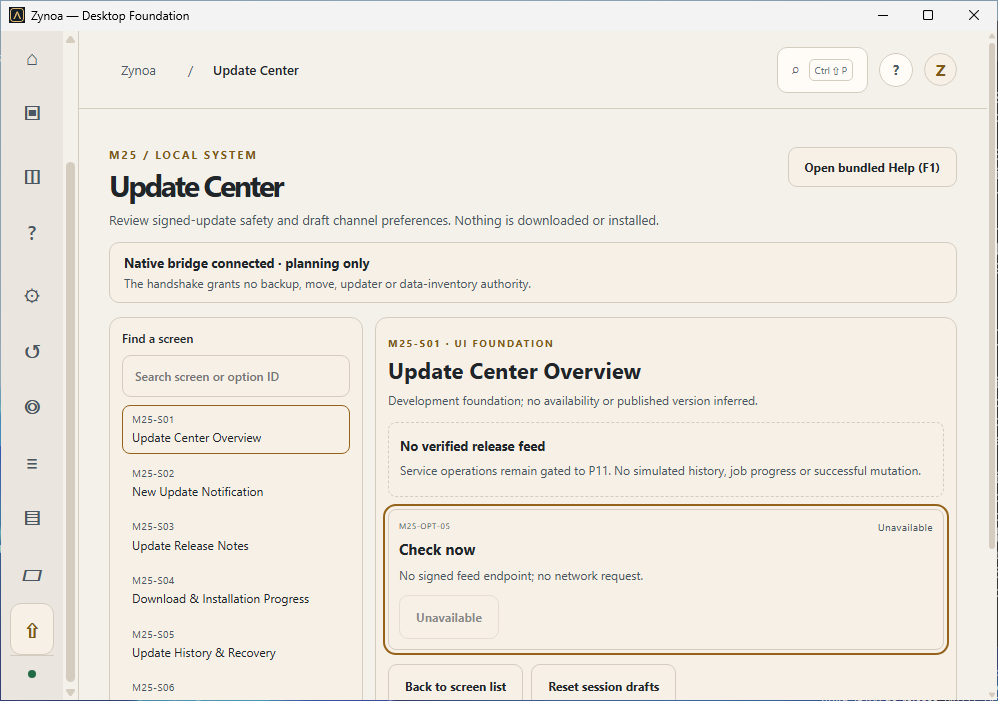 Zynoa — Desktop Foundation
Zynoa / Update Center
Ctrl ⇧ P
?
Z
M25 / LOCAL SYSTEM
Update Center
Open bundled Help (F1)
Review signed-update safety and draft channel preferences. Nothing is downloaded or installed.
Native bridge connected · planning only
The handshake grants no backup, move, updater or data-inventory authority.
Find a screen
Search screen or option ID
M25-S01
Update Center Overview
M25-S02
New Update Notification
M25-S03
Update Release Notes
M25-S04
Download & Installation Progress
M25-S05
Update History & Recovery
M25-S06
M25-S01 · UI FOUNDATION
Update Center Overview
Development foundation; no availability or published version inferred.
No verified release feed
Service operations remain gated to P11. No simulated history, job progress or successful mutation.
M25-OPT-05
Unavailable
Check now
No signed feed endpoint; no network request.
Unavailable
Back to screen list
Reset session drafts